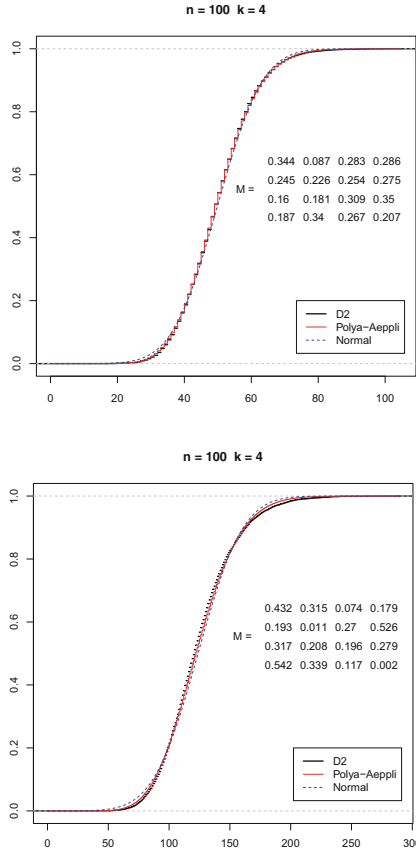 n = 100 k = 4
1.0
0.8
0.6
0.4
0.2
0.0
0.344 0.087 0.283 0.286
0.245 0.226 0.254 0.275
M =
0.16 0.181 0.309 0.35
0.187 0.34 0.267 0.207
D2
Polya−Aeppli
Normal
0 20 40 60 80 100
n = 100 k = 4
1.0
0.8
0.6
0.4
0.2
0.0
0.432 0.315 0.074 0.179
0.193 0.011 0.27 0.526
M =
0.317 0.208 0.196 0.279
0.542 0.339 0.117 0.002
D2
Polya−Aeppli
Normal
0 50 100 150 200 250 300